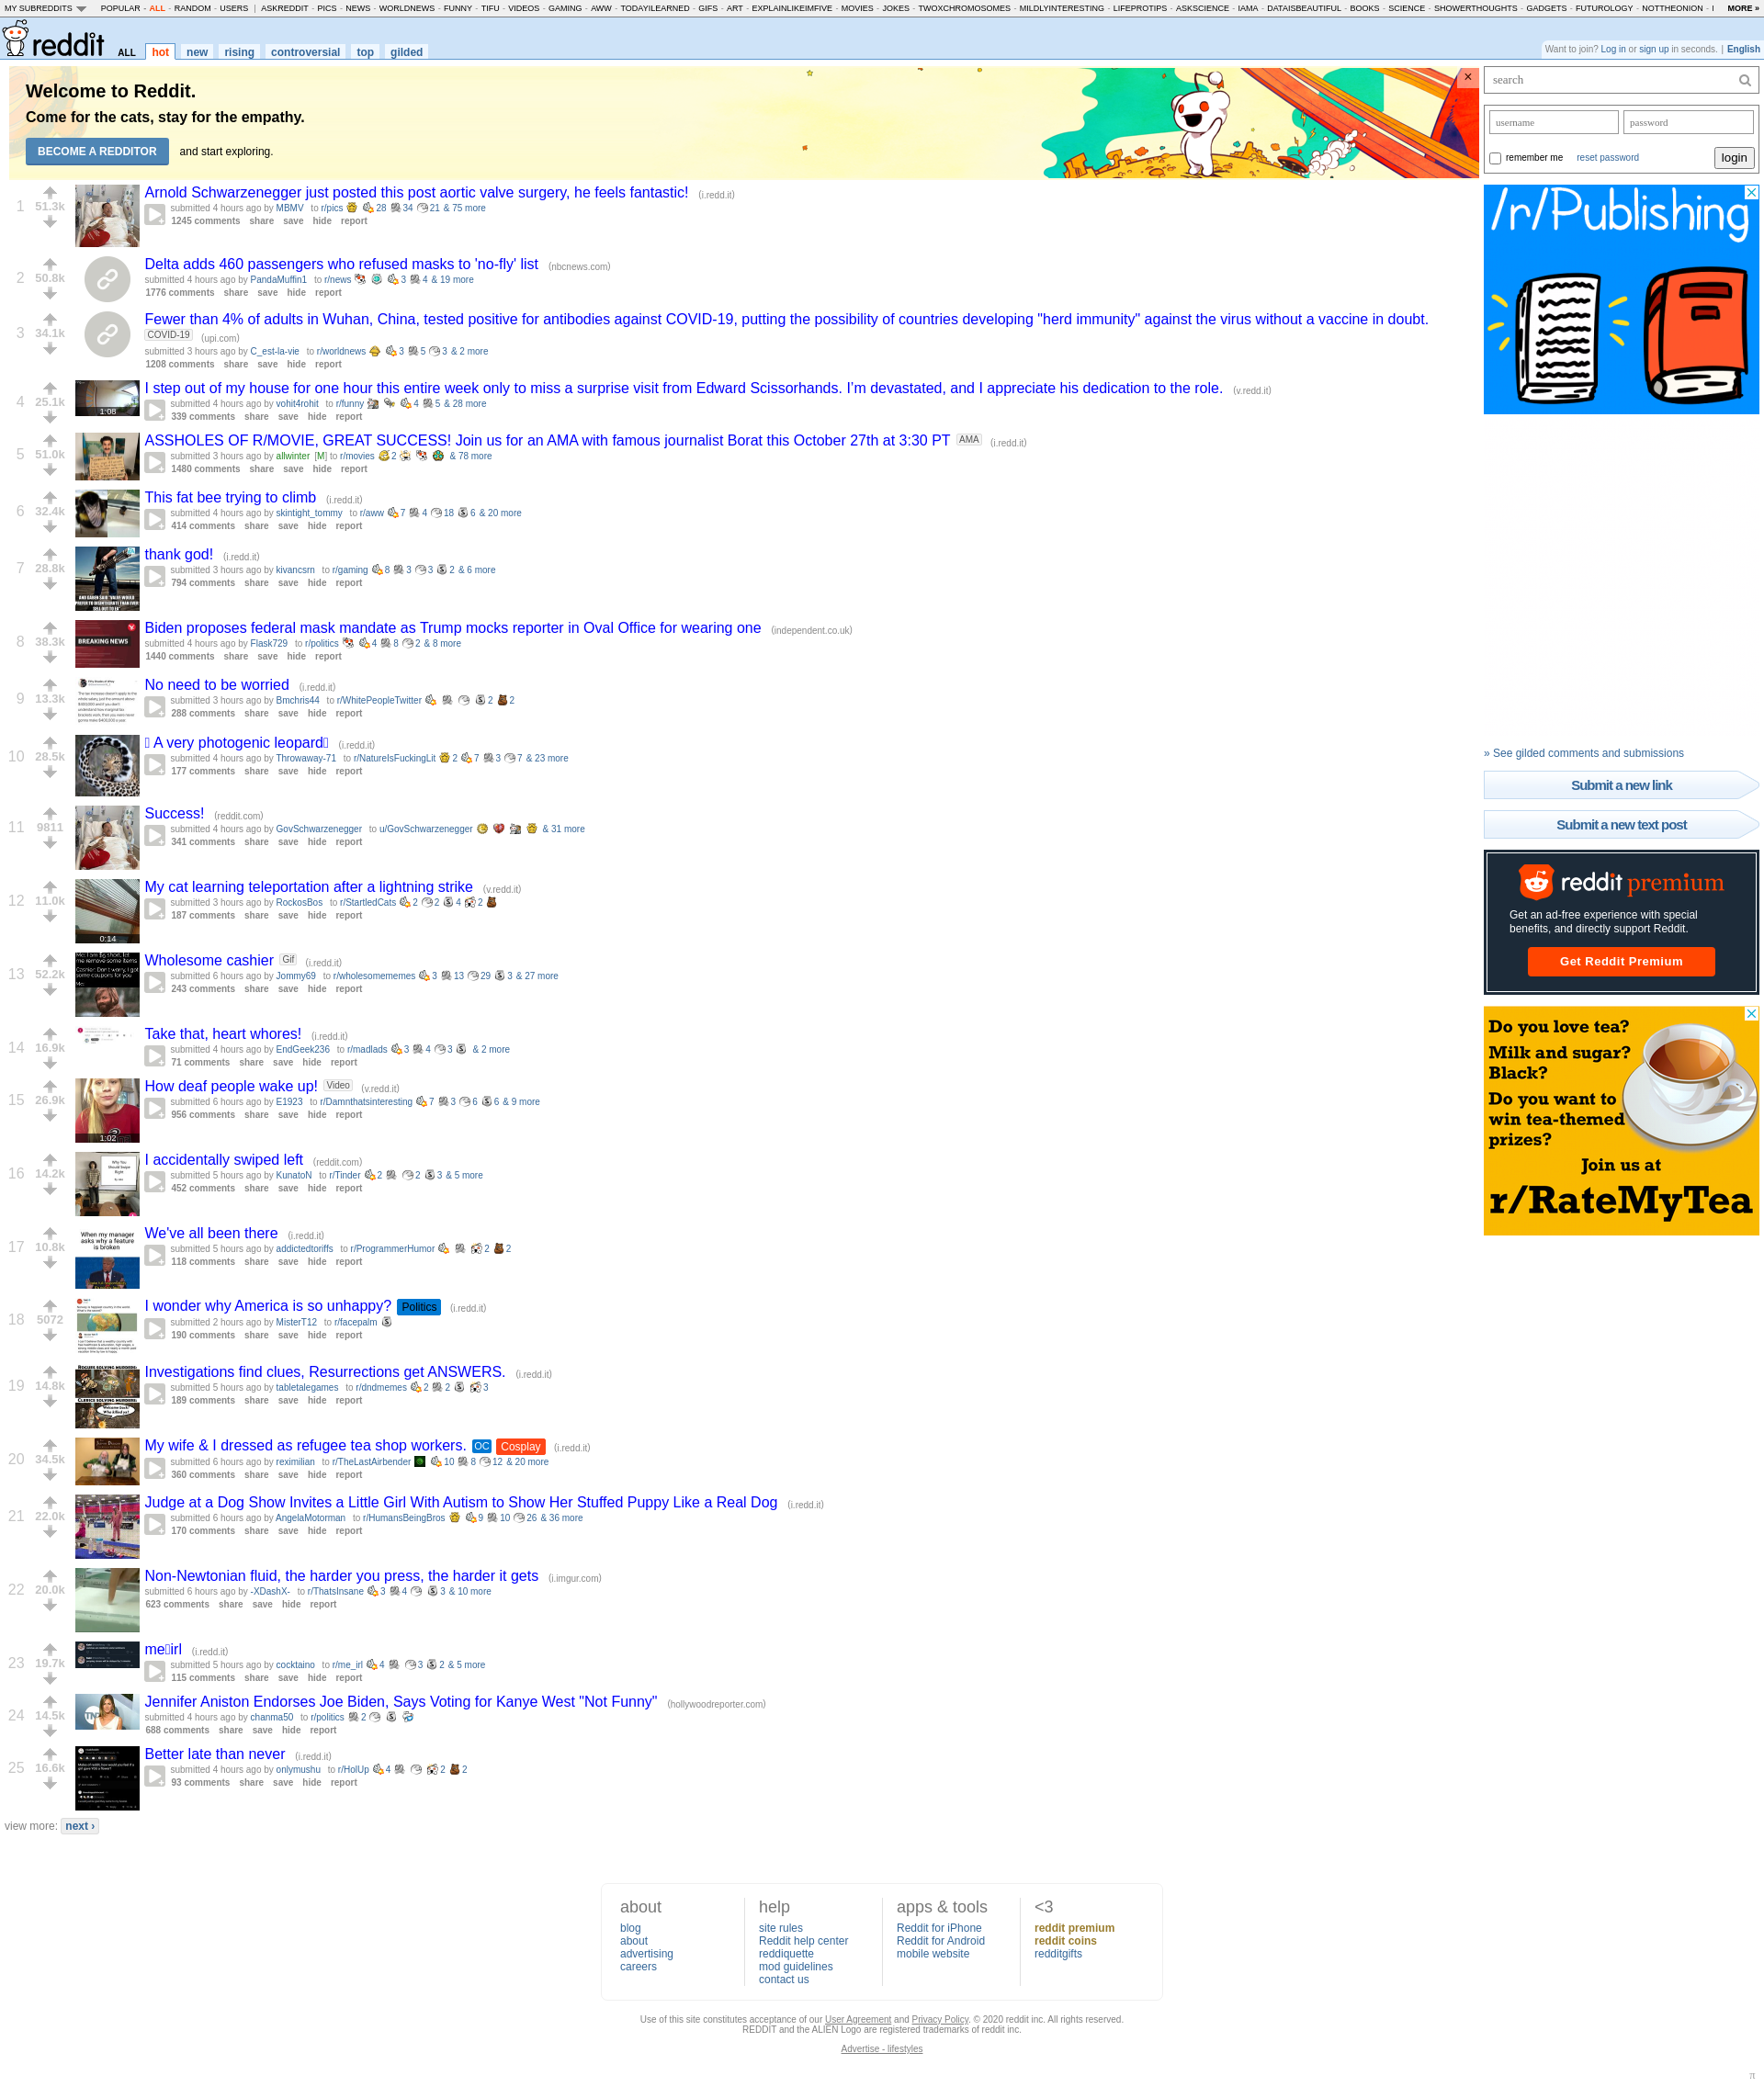 MY SUBREDDITS POPULAR - ALL - RANDOM - USERS | ASKREDDIT - PICS - NEWS - WORLDNEWS - FUNNY - TIFU - VIDEOS - GAMING - AWW - TODAYILEARNED - GIFS - ART - EXPLAINLIKEIMFIVE - MOVIES - JOKES - TWOXCHROMOSOMES - MILDLYINTERESTING - LIFEPROTIPS - ASKSCIENCE - IAMA - DATAISBEAUTIFUL - BOOKS - SCIENCE - SHOWERTHOUGHTS - GADGETS - FUTUROLOGY - NOTTHEONION - MORE »
reddit ALL hot new rising controversial top gilded
Want to join? Log in or sign up in seconds. | English
Welcome to Reddit.
Come for the cats, stay for the empathy.
BECOME A REDDITOR and start exploring.
1
51.3k
Arnold Schwarzenegger just posted this post aortic valve surgery, he feels fantastic! (i.redd.it)
submitted 4 hours ago by MBMV to r/pics 28 34 21 & 75 more
1245 comments share save hide report
2
50.8k
Delta adds 460 passengers who refused masks to 'no-fly' list (nbcnews.com)
submitted 4 hours ago by PandaMuffin1 to r/news 3 4 & 19 more
1776 comments share save hide report
3
34.1k
Fewer than 4% of adults in Wuhan, China, tested positive for antibodies against COVID-19, putting the possibility of countries developing "herd immunity" against the virus without a vaccine in doubt.
COVID-19 (upi.com)
submitted 3 hours ago by C_est-la-vie to r/worldnews 3 5 3 & 2 more
1208 comments share save hide report
4
25.1k
1:08
I step out of my house for one hour this entire week only to miss a surprise visit from Edward Scissorhands. I'm devastated, and I appreciate his dedication to the role. (v.redd.it)
submitted 4 hours ago by vohit4rohit to r/funny 4 5 & 28 more
339 comments share save hide report
5
51.0k
ASSHOLES OF R/MOVIE, GREAT SUCCESS! Join us for an AMA with famous journalist Borat this October 27th at 3:30 PT AMA (i.redd.it)
submitted 3 hours ago by allwinter [M] to r/movies 2 & 78 more
1480 comments share save hide report
6
32.4k
This fat bee trying to climb (i.redd.it)
submitted 4 hours ago by skintight_tommy to r/aww 7 4 18 6 & 20 more
414 comments share save hide report
7
28.8k
thank god! (i.redd.it)
submitted 3 hours ago by kivancsm to r/gaming 8 3 3 2 & 6 more
794 comments share save hide report
8
38.3k
BREAKING NEWS
Biden proposes federal mask mandate as Trump mocks reporter in Oval Office for wearing one (independent.co.uk)
submitted 4 hours ago by Flask729 to r/politics 4 8 2 & 8 more
1440 comments share save hide report
9
13.3k
No need to be worried (i.redd.it)
submitted 3 hours ago by Bmchris44 to r/WhitePeopleTwitter 2 2
288 comments share save hide report
10
28.5k
A very photogenic leopard (i.redd.it)
submitted 4 hours ago by Throwaway-71 to r/NatureIsFuckingLit 2 7 3 7 & 23 more
177 comments share save hide report
11
9811
Success! (reddit.com)
submitted 4 hours ago by GovSchwarzenegger to u/GovSchwarzenegger & 31 more
341 comments share save hide report
12
11.0k
0:14
My cat learning teleportation after a lightning strike (v.redd.it)
submitted 3 hours ago by RockosBos to r/StartledCats 2 2 4 2
187 comments share save hide report
13
52.2k
Wholesome cashier Gif (i.redd.it)
submitted 6 hours ago by Jommy69 to r/wholesomememes 3 13 29 3 & 27 more
243 comments share save hide report
14
16.9k
Take that, heart whores! (i.redd.it)
submitted 4 hours ago by EndGeek236 to r/madlads 3 4 3 & 2 more
71 comments share save hide report
15
26.9k
1:02
How deaf people wake up! Video (v.redd.it)
submitted 6 hours ago by E1923 to r/Damnthatsinteresting 7 3 6 6 & 9 more
956 comments share save hide report
16
14.2k
I accidentally swiped left (reddit.com)
submitted 5 hours ago by KunatoN to r/Tinder 2 2 3 & 5 more
452 comments share save hide report
17
10.8k
When my manager
asks why a feature
is broken
We've all been there (i.redd.it)
submitted 5 hours ago by addictedtoriffs to r/ProgrammerHumor 2 2
118 comments share save hide report
18
5072
I wonder why America is so unhappy? Politics (i.redd.it)
submitted 2 hours ago by MisterT12 to r/facepalm
190 comments share save hide report
19
14.8k
Investigations find clues, Resurrections get ANSWERS. (i.redd.it)
submitted 5 hours ago by tabletalegames to r/dndmemes 2 2 3
189 comments share save hide report
20
34.5k
My wife & I dressed as refugee tea shop workers. OC Cosplay (i.redd.it)
submitted 6 hours ago by reximilian to r/TheLastAirbender 10 8 12 & 20 more
360 comments share save hide report
21
22.0k
Judge at a Dog Show Invites a Little Girl With Autism to Show Her Stuffed Puppy Like a Real Dog (i.redd.it)
submitted 6 hours ago by AngelaMotorman to r/HumansBeingBros 9 10 26 & 36 more
170 comments share save hide report
22
20.0k
Non-Newtonian fluid, the harder you press, the harder it gets (i.imgur.com)
submitted 6 hours ago by -XDashX- to r/ThatsInsane 3 4 3 & 10 more
623 comments share save hide report
23
19.7k
me irl (i.redd.it)
submitted 5 hours ago by cocktaino to r/me_irl 4 3 2 & 5 more
115 comments share save hide report
24
14.5k
Jennifer Aniston Endorses Joe Biden, Says Voting for Kanye West "Not Funny" (hollywoodreporter.com)
submitted 4 hours ago by chanma50 to r/politics 2
688 comments share save hide report
25
16.6k
Better late than never (i.redd.it)
submitted 4 hours ago by onlymushu to r/HolUp 4 2 2
93 comments share save hide report
view more: next ›
search
username password
remember me reset password login
/r/Publishing
» See gilded comments and submissions
Submit a new link
Submit a new text post
reddit premium
Get an ad-free experience with special
benefits, and directly support Reddit.
Get Reddit Premium
Do you love tea?
Milk and sugar?
Black?
Do you want to
win tea-themed
prizes?
Join us at
r/RateMyTea
about
blog
about
advertising
careers
help
site rules
Reddit help center
reddiquette
mod guidelines
contact us
apps & tools
Reddit for iPhone
Reddit for Android
mobile website
<3
reddit premium
reddit coins
redditgifts
Use of this site constitutes acceptance of our User Agreement and Privacy Policy. © 2020 reddit inc. All rights reserved.
REDDIT and the ALIEN Logo are registered trademarks of reddit inc.
Advertise - lifestyles
π